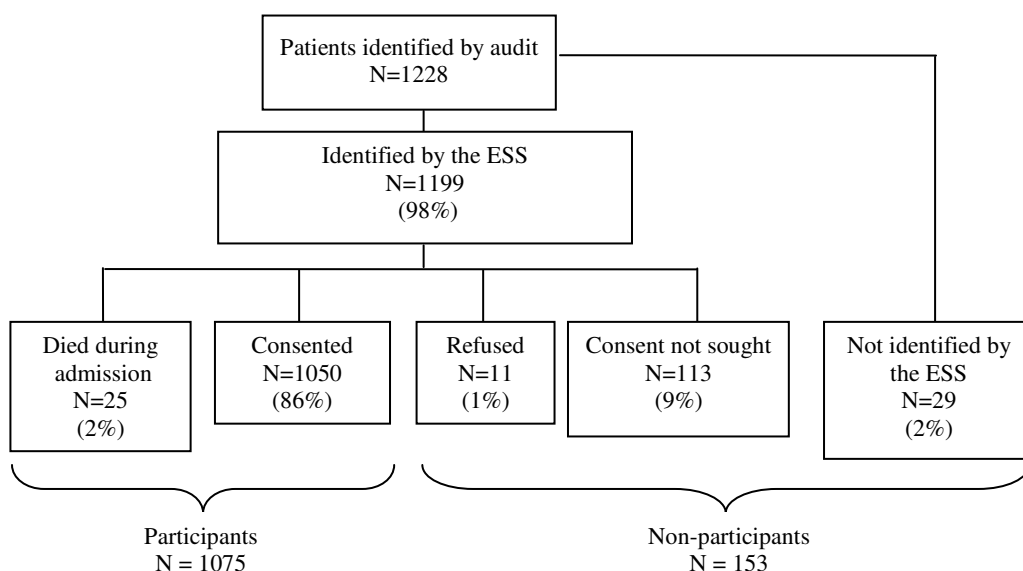 Patients identified by audit
N=1228
Identified by the ESS
N=1199
(98%)
Died during
admission
N=25
(2%)
Consented
N=1050
(86%)
Refused
N=11
(1%)
Consent not sought
N=113
(9%)
Not identified by
the ESS
N=29
(2%)
Participants
N = 1075
Non-participants
N = 153